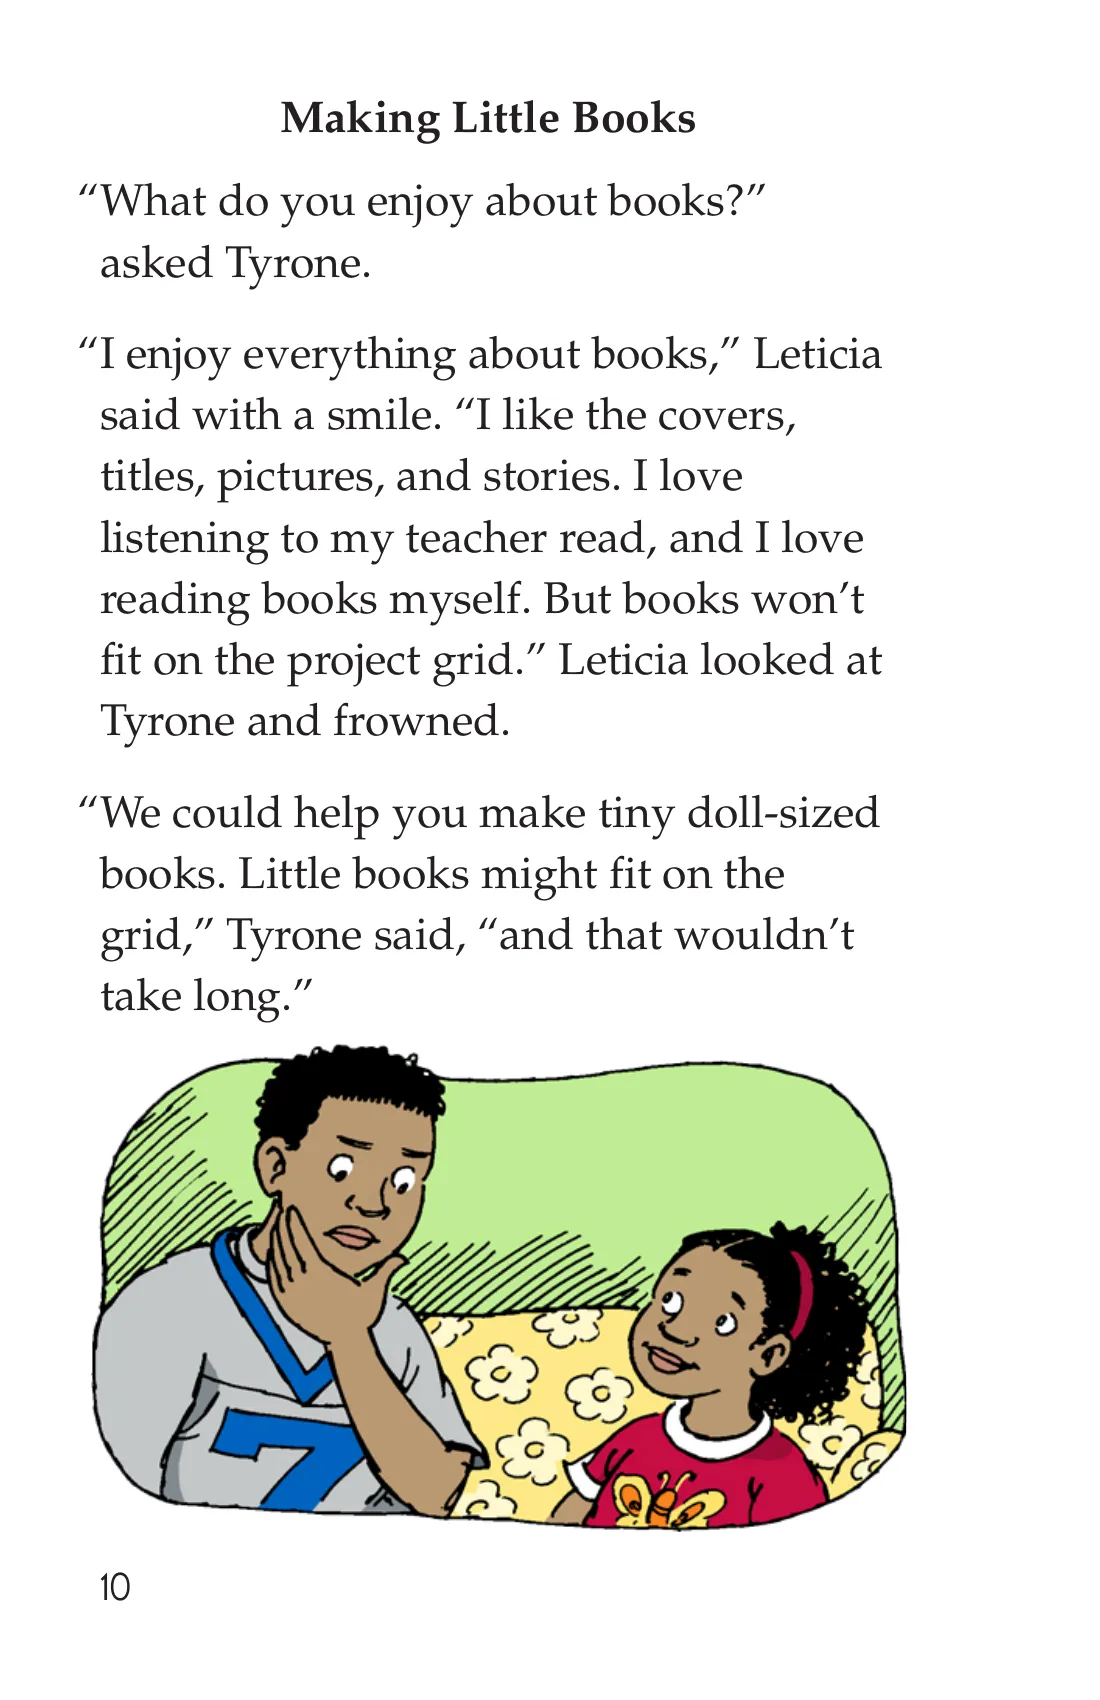 Making Little Books
“What do you enjoy about books?”
asked Tyrone.
“I enjoy everything about books,” Leticia
said with a smile. “I like the covers,
titles, pictures, and stories. I love
listening to my teacher read, and I love
reading books myself. But books won’t
fit on the project grid.” Leticia looked at
Tyrone and frowned.
“We could help you make tiny doll-sized
books. Little books might fit on the
grid,” Tyrone said, “and that wouldn’t
take long.”
7
10